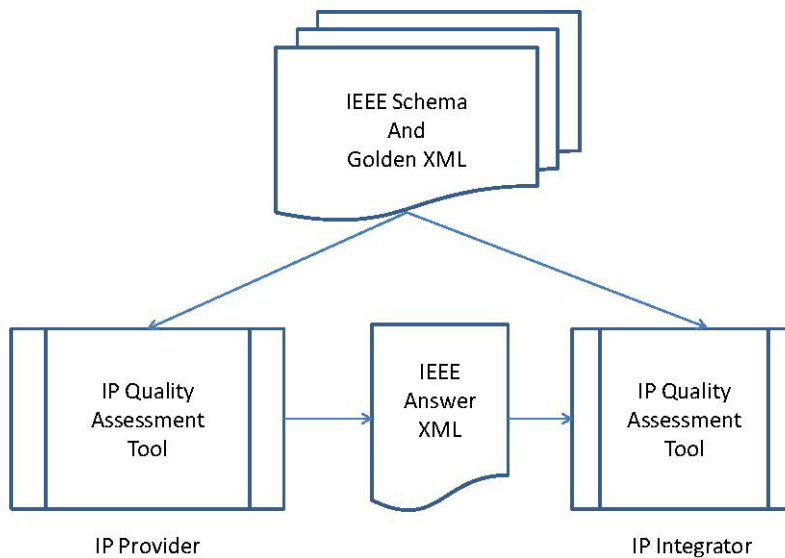 IEEE Schema
And
Golden XML
IP Quality
Assessment
Tool
IEEE
Answer
XML
IP Quality
Assessment
Tool
IP Provider
IP Integrator